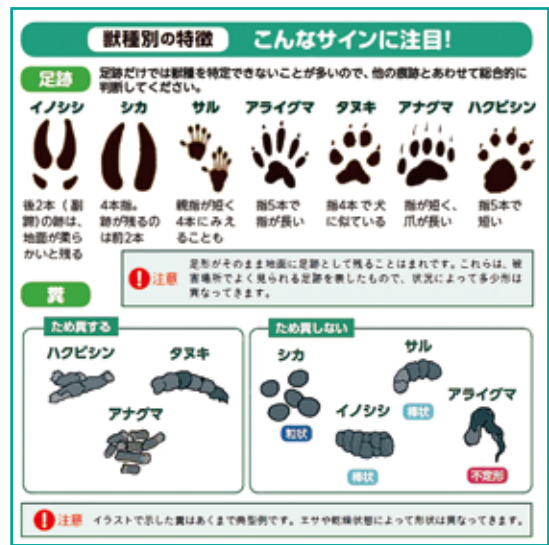 獣種別の特徴 こんなサインに注目!
足跡
足跡だけでは獣種を特定できないことが多いので、他の痕跡とあわせて総合的に
判断してください。
イノシシ
後2本(副
蹄)の跡は、
地面が柔ら
かいと残る
シカ
4本指。
跡が残るの
は前2本
サル
親指が短く
4本にみえ
ることも
アライグマ
指5本で
指が長い
タヌキ
指4本で犬
に似ている
アナグマ
指が短く、
爪が長い
ハクビシン
指5本で
短い
注意
足形がそのまま地面に足跡として残ることはまれです。これらは、被
害場所でよく見られる足跡を表したもので、状況によって多少形は
異なってきます。
糞
ため糞する
ハクビシン
タヌキ
アナグマ
ため糞しない
シカ
粒状
サル
棒状
イノシシ
棒状
アライグマ
不定形
注意 イラストで示した糞はあくまで典型例です。エサや乾燥状態によって形状は異なってきます。